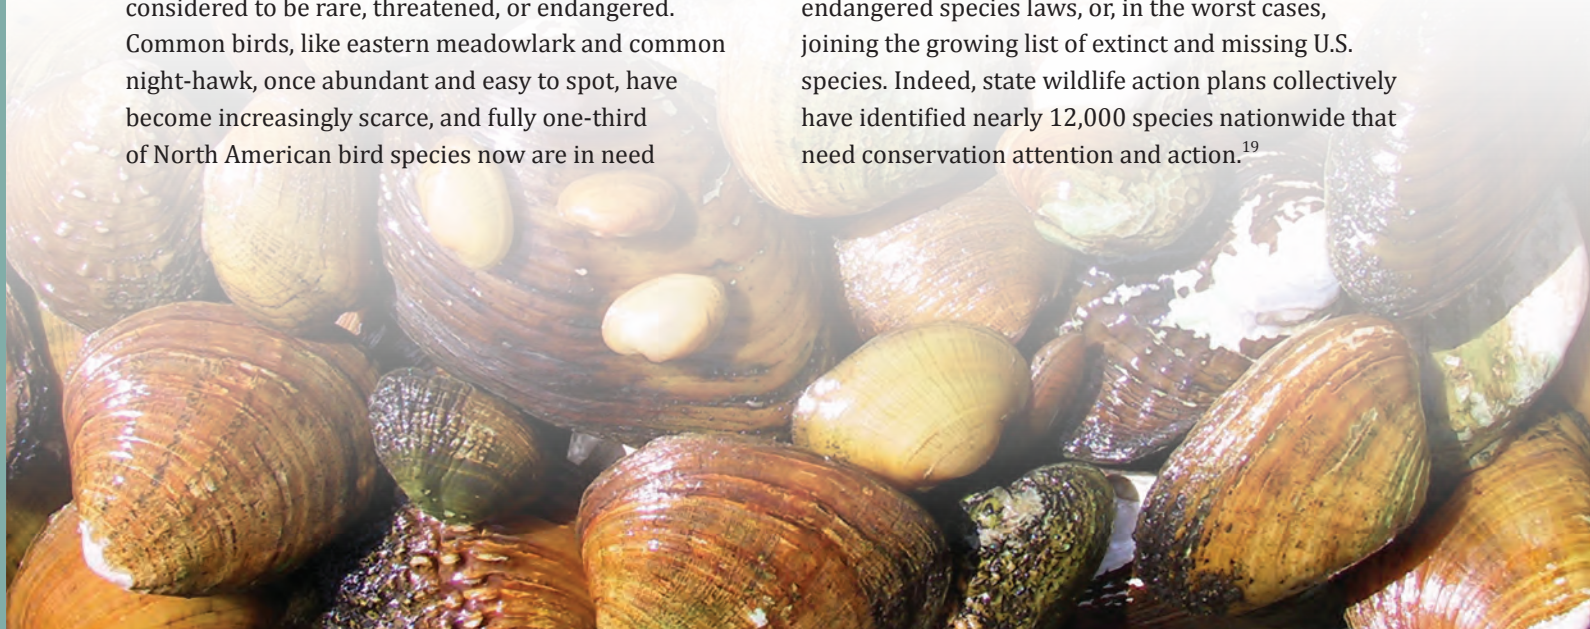 considered to be rare, threatened, or endangered.
Common birds, like eastern meadowlark and common
night-hawk, once abundant and easy to spot, have
become increasingly scarce, and fully one-third
of North American bird species now are in need
endangered species laws, or, in the worst cases,
joining the growing list of extinct and missing U.S.
species. Indeed, state wildlife action plans collectively
have identified nearly 12,000 species nationwide that
need conservation attention and action.19